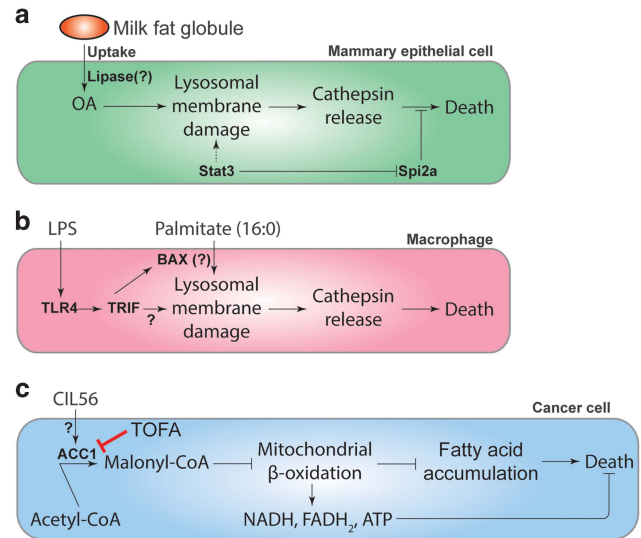 a
Milk fat globule
Uptake
Mammary epithelial cell
Lipase(?)
OA
Lysosomal
membrane
damage
Cathepsin
release
Death
Stat3
Spi2a
b
LPS
Palmitate (16:0)
Macrophage
BAX (?)
TLR4
TRIF
?
Lysosomal
membrane
damage
Cathepsin
release
Death
c
CIL56
Cancer cell
?
TOFA
ACC1
Malonyl-CoA
Mitochondrial
β-oxidation
Fatty acid
accumulation
Death
Acetyl-CoA
NADH, FADH₂, ATP